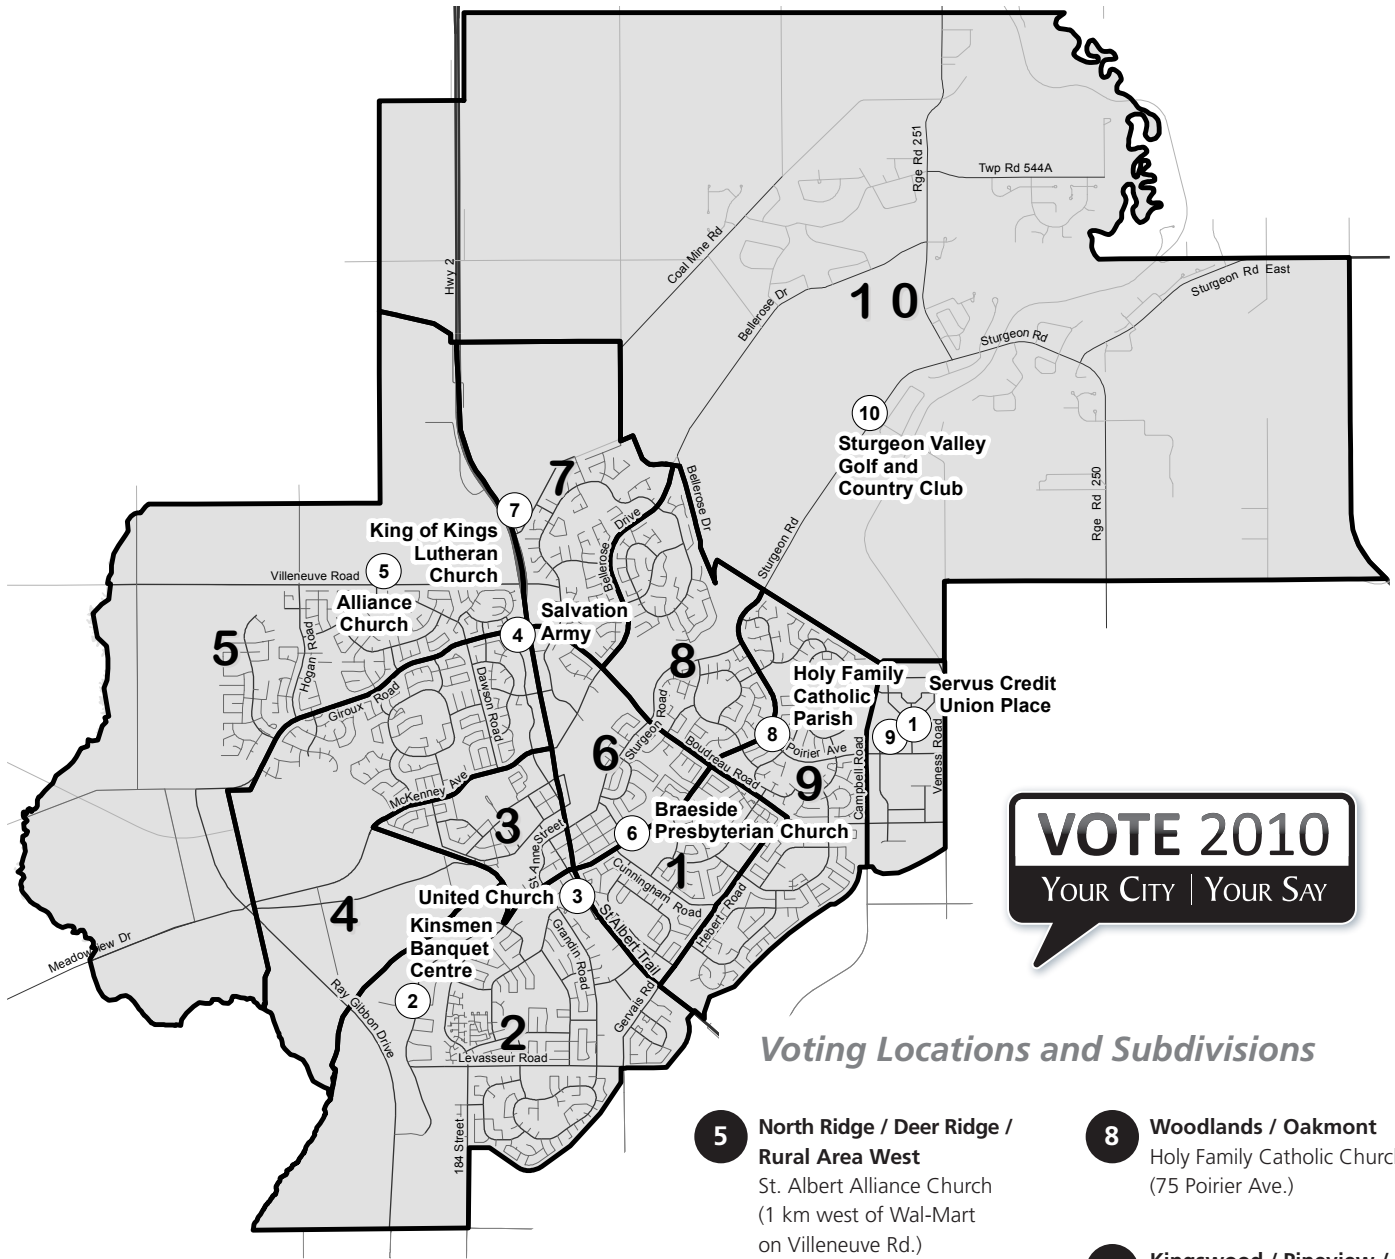 Hwy 2
Rge Rd 251
Twp Rd 544A
Coal Mine Rd
Bellerose Dr
10
Sturgeon Rd East
Sturgeon Rd
10
Sturgeon Valley
Golf and
Country Club
Rge Rd 250
7
Bellerose Dr
7
King of Kings
Lutheran
Church
Bellerose Drive
Sturgeon Rd
Villeneuve Road
5
Alliance
Church
4
Salvation
Army
5
Hogan Road
Giroux Road
Dawson Road
8
Holy Family
Catholic
Parish
8
Servus Credit
Union Place
9
1
Sturgeon Road
6
Boudreau Road
Poirier Ave
9
Campbell Road
Veness Road
McKenney Ave
3
St Anne Street
6
Braeside
Presbyterian Church
1
Cunningham Road
Hebert Road
VOTE 2010
YOUR CITY | YOUR SAY
4
United Church
3
St Albert Trail
Kinsmen
Banquet
Centre
2
Grandin Road
Gervais Rd
Meadowview Dr
Ray Gibbon Drive
2
Levasseur Road
184 Street
Voting Locations and Subdivisions
5
North Ridge / Deer Ridge /
Rural Area West
St. Albert Alliance Church
(1 km west of Wal-Mart
on Villeneuve Rd.)
8
Woodlands / Oakmont
Holy Family Catholic Church
(75 Poirier Ave.)
Kingswood / Pineview /